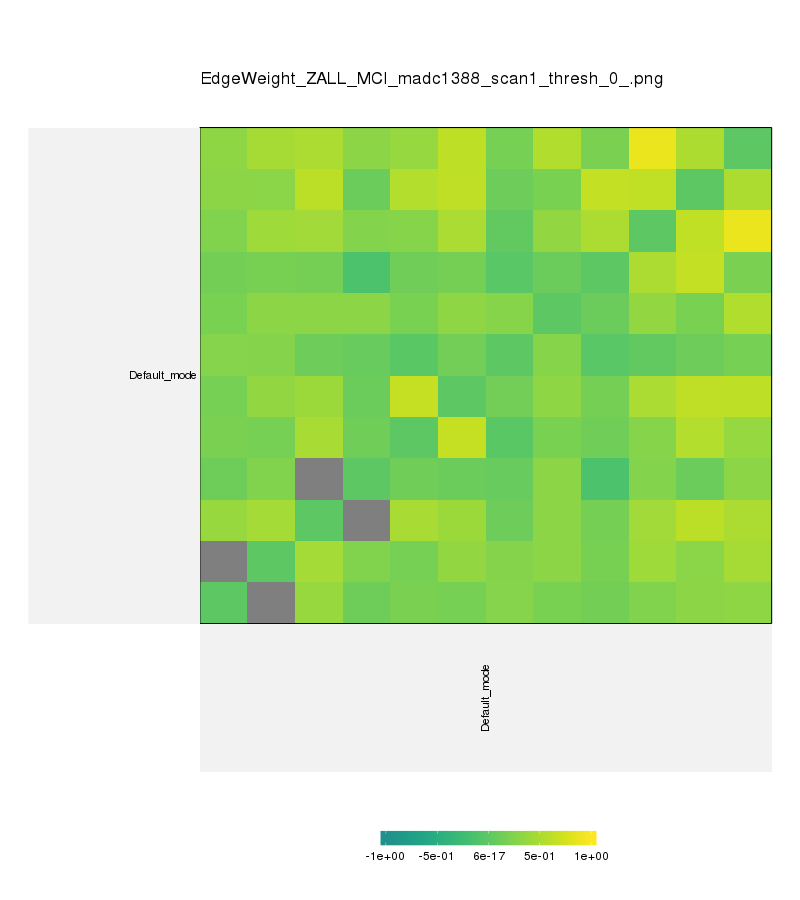 EdgeWeight_ZALL_MCI_madc1388_scan1_thresh_0_.png
Default_mode
Default_mode
-1e+00 -5e-01 6e-17 5e-01 1e+00